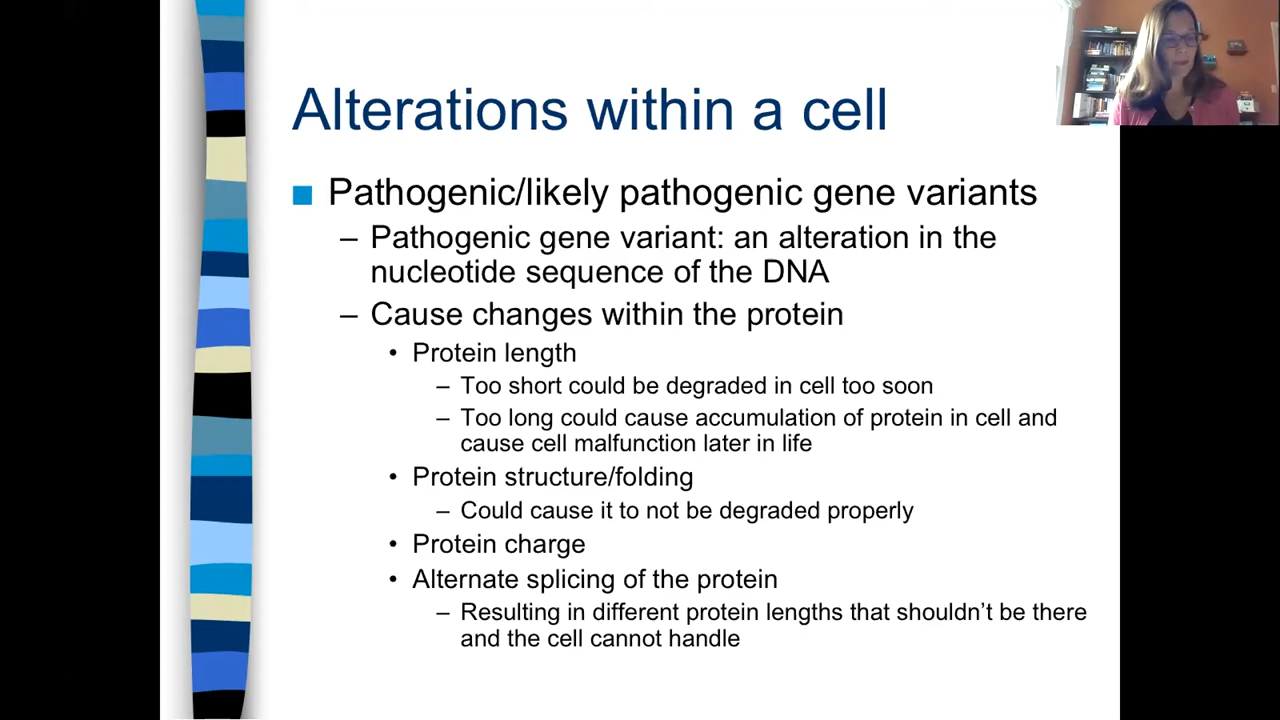 Alterations within a cell
■ Pathogenic/likely pathogenic gene variants
– Pathogenic gene variant: an alteration in the
nucleotide sequence of the DNA
– Cause changes within the protein
• Protein length
– Too short could be degraded in cell too soon
– Too long could cause accumulation of protein in cell and
cause cell malfunction later in life
• Protein structure/folding
– Could cause it to not be degraded properly
• Protein charge
• Alternate splicing of the protein
– Resulting in different protein lengths that shouldn’t be there
and the cell cannot handle